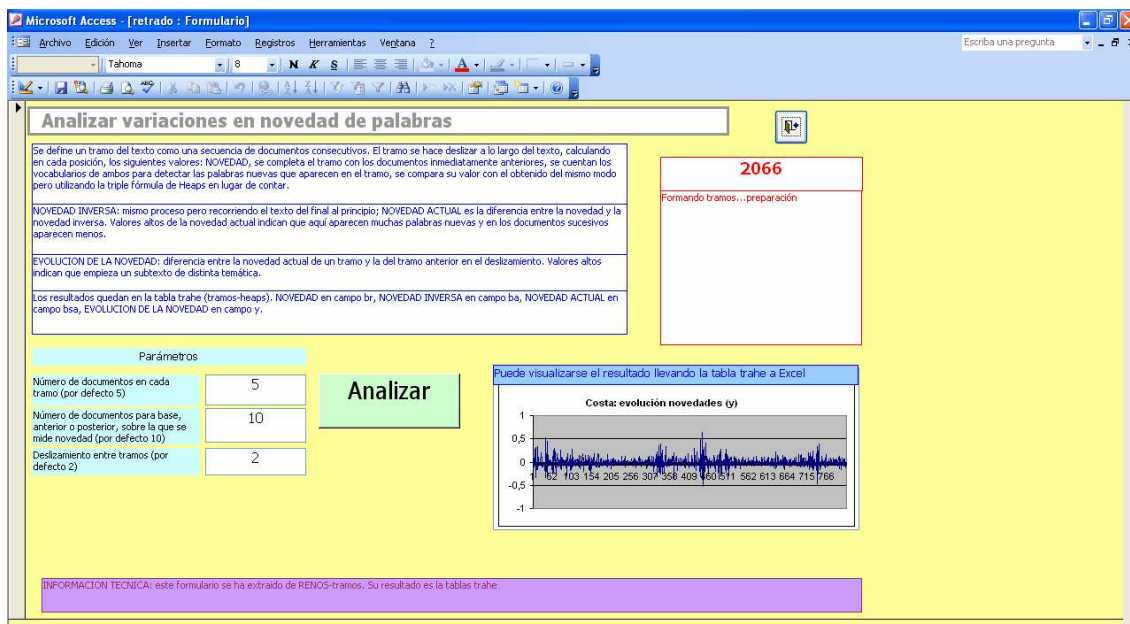 Microsoft Access - [retrado : Formulario]
Archivo Edición Ver Insertar Formato Registros Herramientas Ventana ?
Escriba una pregunta
Tahoma 8 N K S
Analizar variaciones en novedad de palabras
Se define un tramo del texto como una secuencia de documentos consecutivos. El tramo se hace deslizar a lo largo del texto, calculando
en cada posición, los siguientes valores: NOVEDAD, se completa el tramo con los documentos inmediatamente anteriores, se cuentan los
vocabularios de ambos para detectar las palabras nuevas que aparecen en el tramo, se compara su valor con el obtenido del mismo modo
pero utilizando la triple fórmula de Heaps en lugar de contar.
NOVEDAD INVERSA: mismo proceso pero recorriendo el texto del final al principio; NOVEDAD ACTUAL es la diferencia entre la novedad y la
novedad inversa. Valores altos de la novedad actual indican que aquí aparecen muchas palabras nuevas y en los documentos sucesivos
aparecen menos.
EVOLUCION DE LA NOVEDAD: diferencia entre la novedad actual de un tramo y la del tramo anterior en el deslizamiento. Valores altos
indican que empieza un subtexto de distinta temática.
Los resultados quedan en la tabla trahe (tramos-heaps). NOVEDAD en campo br, NOVEDAD INVERSA en campo ba, NOVEDAD ACTUAL en
campo bsa, EVOLUCION DE LA NOVEDAD en campo y.
2066
Formando tramos...preparación
Parámetros
Número de documentos en cada
tramo (por defecto 5)
5
Número de documentos para base,
anterior o posterior, sobre la que se
mide novedad (por defecto 10)
10
Deslizamiento entre tramos (por
defecto 2)
2
Analizar
Puede visualizarse el resultado llevando la tabla trahe a Excel
Costa: evolución novedades (y)
1
0,5
0
-0,5
-1
1 52 103 154 205 256 307 358 409 460 511 562 613 664 715 766
INFORMACION TECNICA: este formulario se ha extraido de RENOS-tramos. Su resultado es la tablas trahe